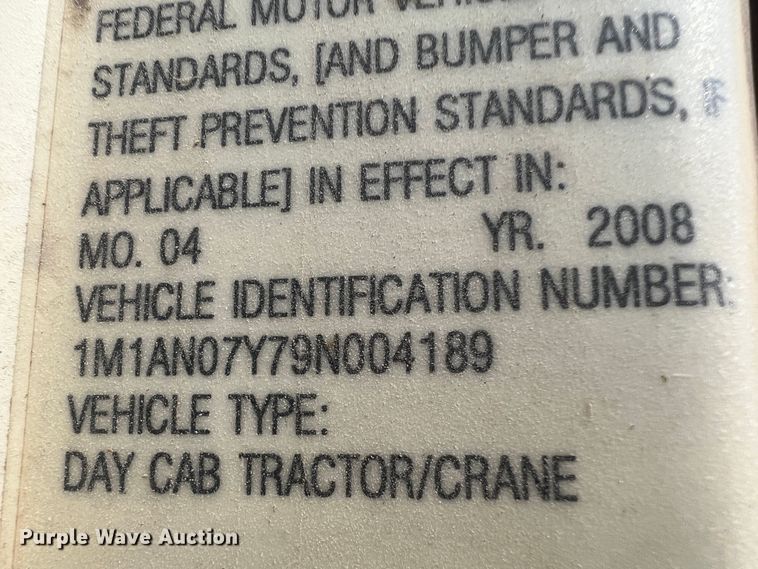 FEDERAL MOTOR
STANDARDS, [AND BUMPER AND
THEFT PREVENTION STANDARDS,
APPLICABLE] IN EFFECT IN:
MO. 04 YR. 2008
VEHICLE IDENTIFICATION NUMBER:
1M1AN07Y79N004189
VEHICLE TYPE:
DAY CAB TRACTOR/CRANE
Purple Wave Auction